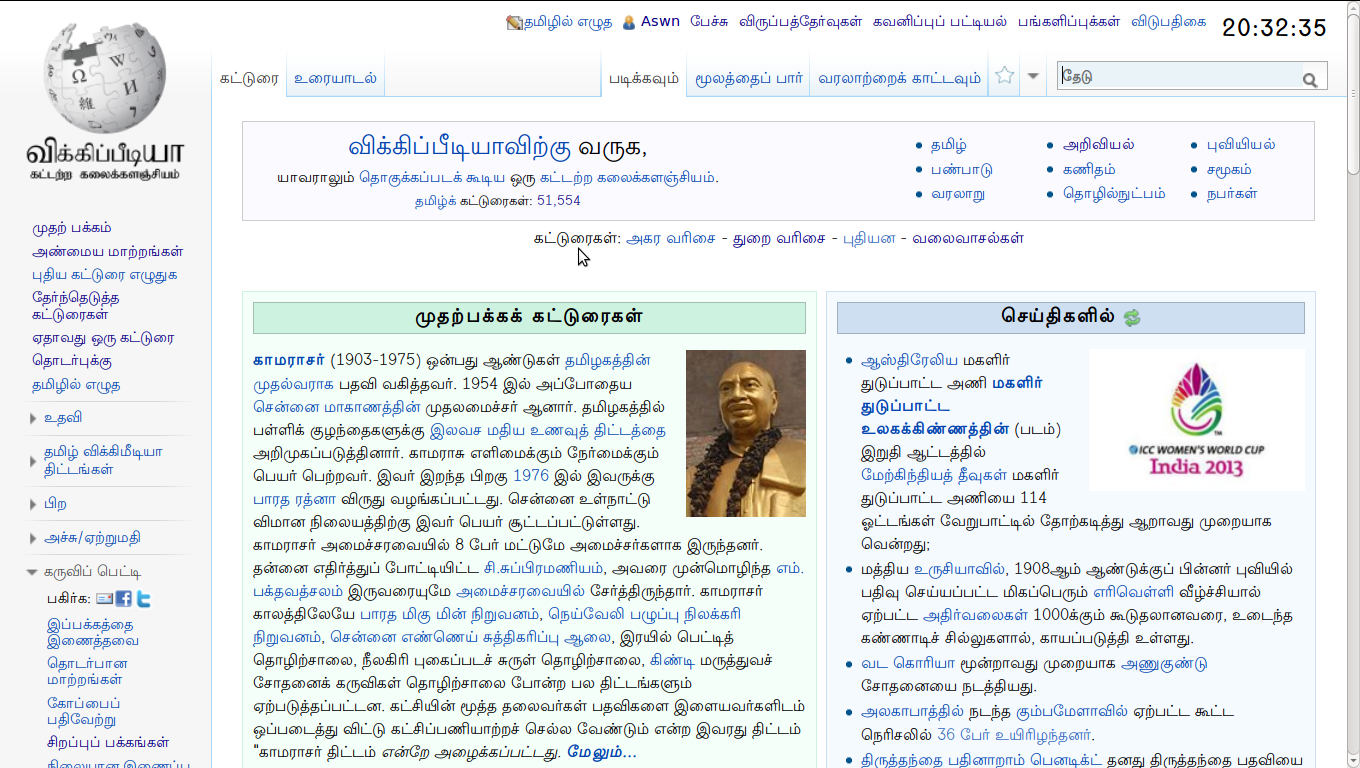 தமிழில் எழுத Aswn பேச்சு விருப்பத்தேர்வுகள் கவனிப்புப் பட்டியல் பங்களிப்புக்கள் விடுபதிகை 20:32:35
விக்கிப்பீடியா
கட்டற்ற கலைக்களஞ்சியம்
கட்டுரை உரையாடல் படிக்கவும் மூலத்தைப் பார் வரலாற்றைக் காட்டவும் தேடு
முதற் பக்கம்
அண்மைய மாற்றங்கள்
புதிய கட்டுரை எழுதுக
தேர்ந்தெடுத்த
கட்டுரைகள்
ஏதாவது ஒரு கட்டுரை
தொடர்புக்கு
தமிழில் எழுத
உதவி
தமிழ் விக்கிமீடியா
திட்டங்கள்
பிற
அச்சு/ஏற்றுமதி
கருவிப் பெட்டி
பகிர்க:
இப்பக்கத்தை
இணைத்தவை
தொடர்பான
மாற்றங்கள்
கோப்பைப்
பதிவேற்று
சிறப்புப் பக்கங்கள்
நிலையான இணைப்பு
விக்கிப்பீடியாவிற்கு வருக,
யாவராலும் தொகுக்கப்படக் கூடிய ஒரு கட்டற்ற கலைக்களஞ்சியம்.
தமிழ்க் கட்டுரைகள்: 51,554
தமிழ் அறிவியல் புவியியல்
பண்பாடு கணிதம் சமூகம்
வரலாறு தொழில்நுட்பம் நபர்கள்
கட்டுரைகள்: அகர வரிசை - துறை வரிசை - புதியன - வலைவாசல்கள்
முதற்பக்கக் கட்டுரைகள்
காமராசர் (1903-1975) ஒன்பது ஆண்டுகள் தமிழகத்தின்
முதல்வராக பதவி வகித்தவர். 1954 இல் அப்போதைய
சென்னை மாகாணத்தின் முதலமைச்சர் ஆனார். தமிழகத்தில்
பள்ளிக் குழந்தைகளுக்கு இலவச மதிய உணவுத் திட்டத்தை
அறிமுகப்படுத்தினார். காமராசு எளிமைக்கும் நேர்மைக்கும்
பெயர் பெற்றவர். இவர் இறந்த பிறகு 1976 இல் இவருக்கு
பாரத ரத்னா விருது வழங்கப்பட்டது. சென்னை உள்நாட்டு
விமான நிலையத்திற்கு இவர் பெயர் சூட்டப்பட்டுள்ளது.
காமராசர் அமைச்சரவையில் 8 பேர் மட்டுமே அமைச்சர்களாக இருந்தனர்.
தன்னை எதிர்த்துப் போட்டியிட்ட சி.சுப்பிரமணியம், அவரை முன்மொழிந்த எம்.
பக்தவத்சலம் இருவரையுமே அமைச்சரவையில் சேர்த்திருந்தார். காமராசர்
காலத்திலேயே பாரத மிகு மின் நிறுவனம், நெய்வேலி பழுப்பு நிலக்கரி
நிறுவனம், சென்னை எண்ணெய் சுத்திகரிப்பு ஆலை, இரயில் பெட்டித்
தொழிற்சாலை, நீலகிரி புகைப்படச் சுருள் தொழிற்சாலை, கிண்டி மருத்துவச்
சோதனைக் கருவிகள் தொழிற்சாலை போன்ற பல திட்டங்களும்
ஏற்படுத்தப்பட்டன. கட்சியின் மூத்த தலைவர்கள் பதவிகளை இளையவர்களிடம்
ஒப்படைத்து விட்டு கட்சிப்பணியாற்றச் செல்ல வேண்டும் என்ற இவரது திட்டம்
"காமராசர் திட்டம் என்றே அழைக்கப்பட்டது. மேலும்...
செய்திகளில்
ஆஸ்திரேலிய மகளிர்
துடுப்பாட்ட அணி மகளிர்
துடுப்பாட்ட
உலகக்கிண்ணத்தின் (படம்)
இறுதி ஆட்டத்தில்
மேற்கிந்தியத் தீவுகள் மகளிர்
துடுப்பாட்ட அணியை 114
ஓட்டங்கள் வேறுபாட்டில் தோற்கடித்து ஆறாவது முறையாக
வென்றது;
ICC WOMEN'S WORLD CUP
India 2013
மத்திய உருசியாவில், 1908ஆம் ஆண்டுக்குப் பின்னர் புவியில்
பதிவு செய்யப்பட்ட மிகப்பெரும் எரிவெள்ளி வீழ்ச்சியால்
ஏற்பட்ட அதிர்வலைகள் 1000க்கும் கூடுதலானவரை, உடைந்த
கண்ணாடிச் சில்லுகளால், காயப்படுத்தி உள்ளது.
வட கொரியா மூன்றாவது முறையாக அணுகுண்டு
சோதனையை நடத்தியது.
அலகாபாத்தில் நடந்த கும்பமேளாவில் ஏற்பட்ட கூட்ட
நெரிசலில் 36 பேர் உயிரிழந்தனர்.
திருத்தந்தை பதினாறாம் பெனடிக்ட் தனது திருத்தந்தை பதவியை